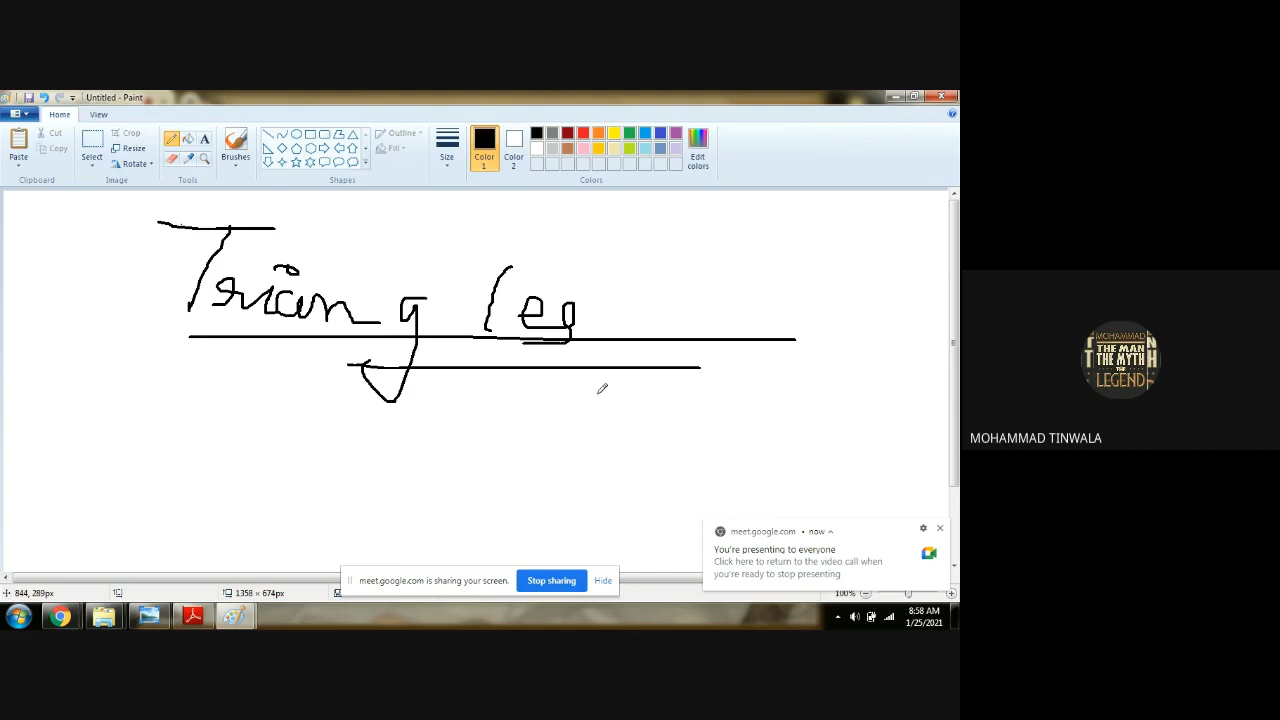 Untitled - Paint
Home View
Paste
Cut
Copy
Clipboard
Select
Crop
Resize
Rotate
Image
Tools
Brushes
Shapes
Outline
Fill
Size
Color 1
Color 2
Edit colors
Colors
Triang les
MOHAMMAD
THE MAN
THE MYTH
THE
LEGEND
MOHAMMAD TINWALA
meet.google.com • now
You're presenting to everyone
Click here to return to the video call when
you're ready to stop presenting
meet.google.com is sharing your screen. Stop sharing Hide
844, 289px
1358 × 674px
100%
8:58 AM
1/25/2021